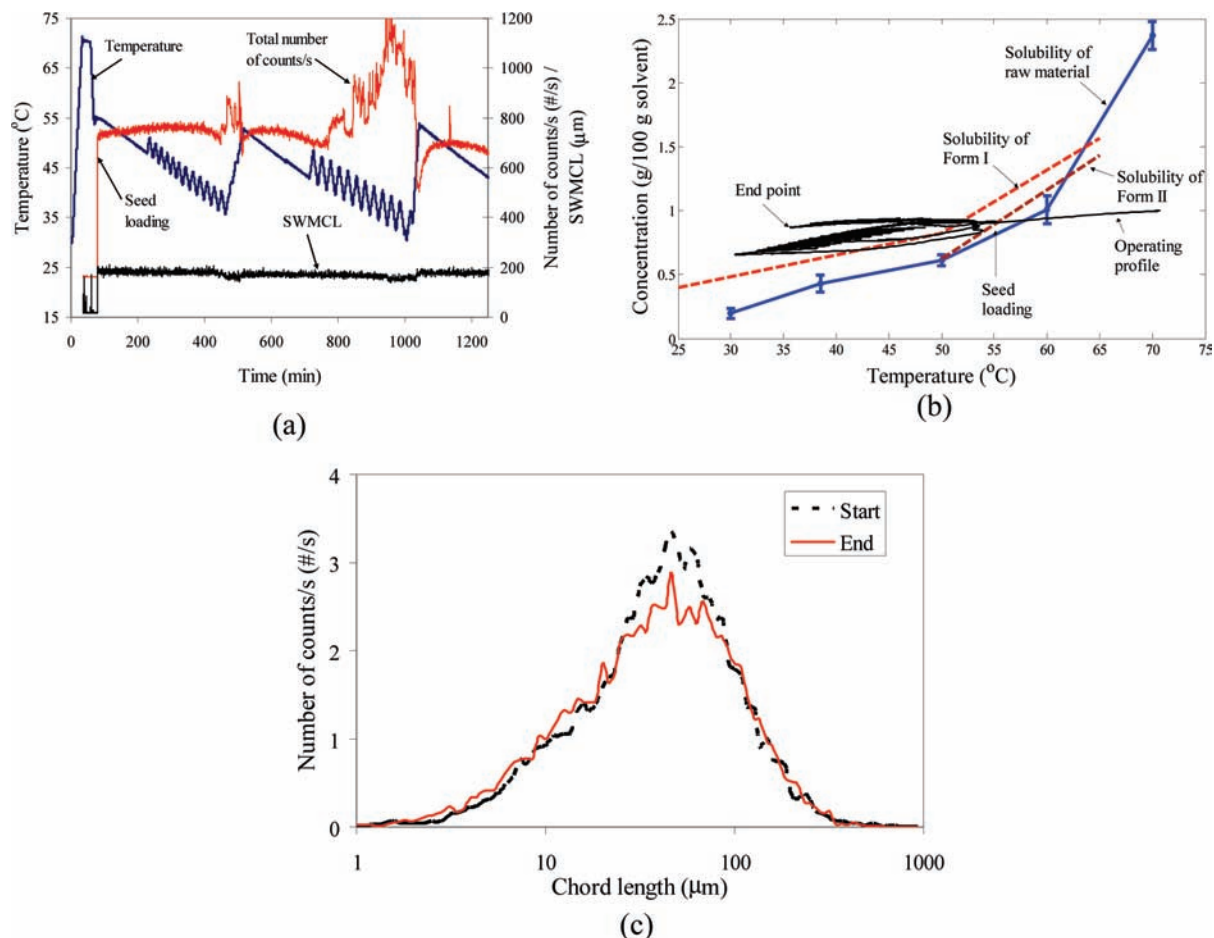 75
65
55
45
35
25
15
Temperature (°C)
Temperature
Total number
of counts/s
Seed
loading
SWMCL
1200
1000
800
600
400
200
0
Number of counts/s (#/s) /
SWMCL (μm)
0
200
400
600
800
1000
1200
Time (min)
(a)
2.5
2
1.5
1
0.5
0
Concentration (g/100 g solvent)
Solubility of
raw material
Solubility of
Form I
Solubility of
Form II
End point
Operating
profile
Seed
loading
25
30
35
40
45
50
55
60
65
70
75
Temperature (°C)
(b)
4
3
2
1
0
Number of counts/s (#/s)
Start
End
1
10
100
1000
Chord length (μm)
(c)